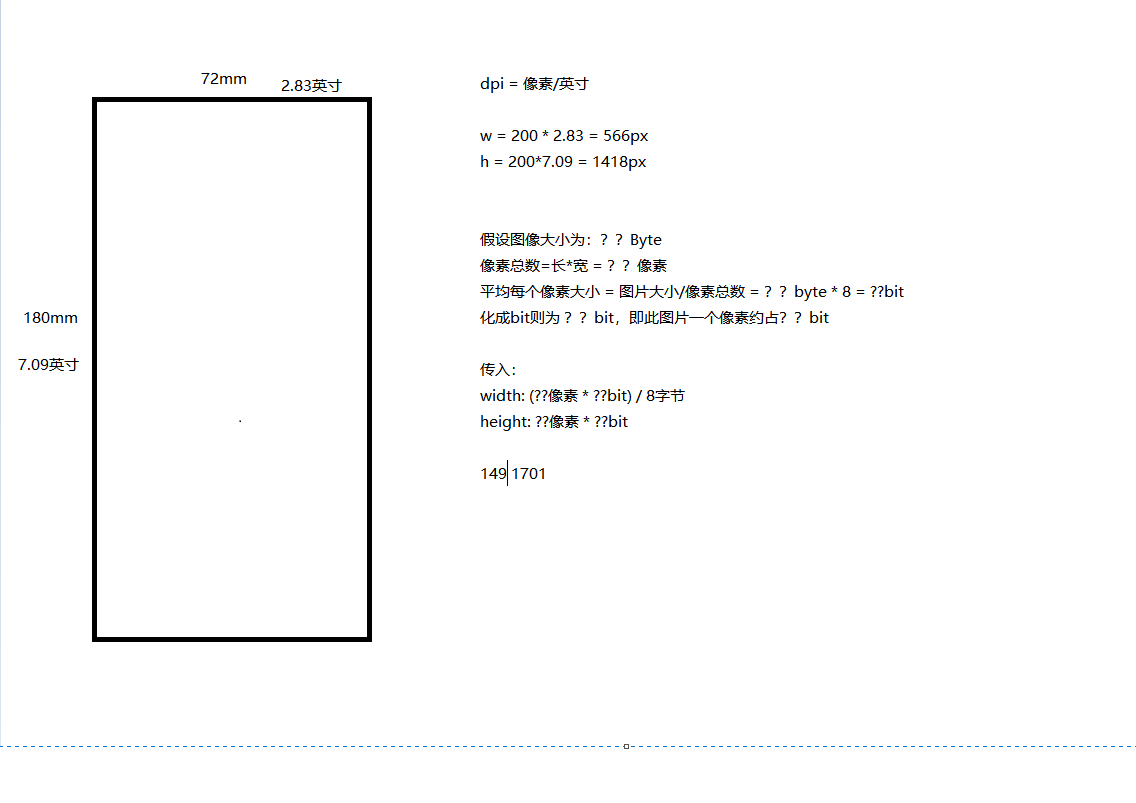 72mm
2.83英寸
180mm
7.09英寸
dpi = 像素/英寸
w = 200 * 2.83 = 566px
h = 200*7.09 = 1418px
假设图像大小为：？？Byte
像素总数=长*宽 = ？？像素
平均每个像素大小 = 图片大小/像素总数 = ？？byte * 8 = ??bit
化成bit则为？？bit，即此图片一个像素约占？？bit
传入：
width: (??像素 * ??bit) / 8字节
height: ??像素 * ??bit
149 1701